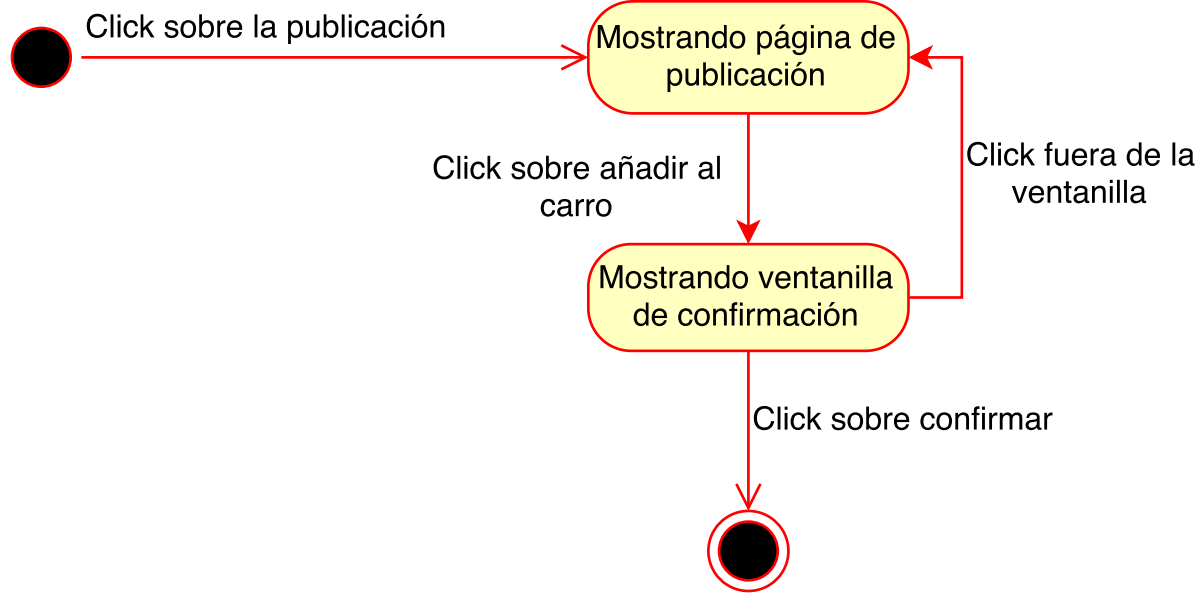 Click sobre la publicación
Mostrando página de
publicación
Click sobre añadir al
carro
Click fuera de la
ventanilla
Mostrando ventanilla
de confirmación
Click sobre confirmar